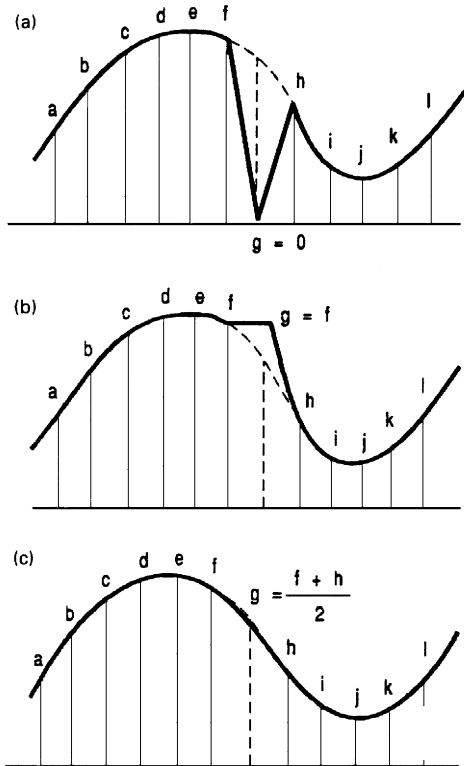 (a)
a b c d e f h i j k l
g = 0
(b)
a b c d e f g = f h i j k l
(c)
a b c d e f g = f + h / 2 h i j k l